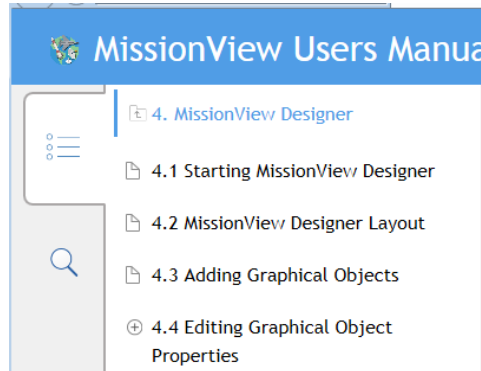 MissionView Users Manua
4. MissionView Designer
4.1 Starting MissionView Designer
4.2 MissionView Designer Layout
4.3 Adding Graphical Objects
4.4 Editing Graphical Object
Properties